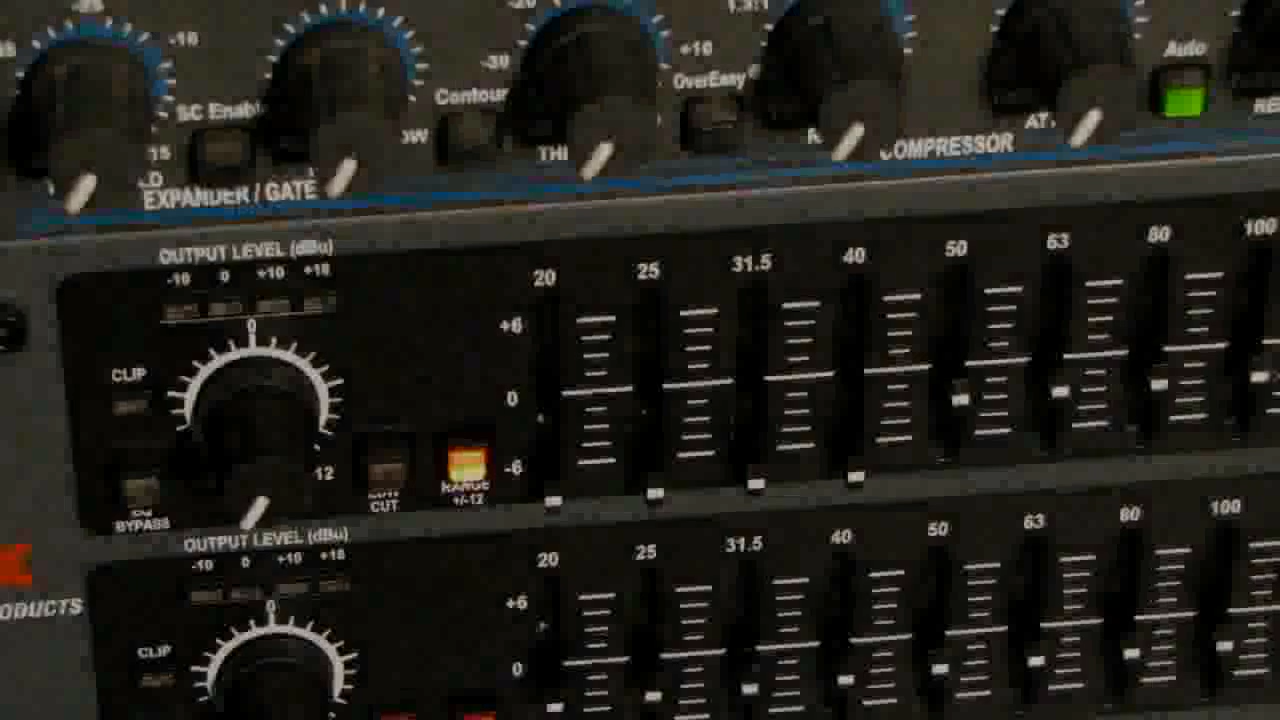 -10
-20
1.5:1
-30
+10
Auto
SC Enabl
Contour
OverEasy
15
EXPANDER / GATE
COMPRESSOR
OUTPUT LEVEL (dBu)
-10 0 +10 +18
20 25 31.5 40 50 63 80 100
0
+6
CLIP
0
12
-6
CUT
RANGE
+/-12
BYPASS
OUTPUT LEVEL (dBu)
-10 0 +10 +18
20 25 31.5 40 50 63 80 100
0
+6
ODUCTS
CLIP
0